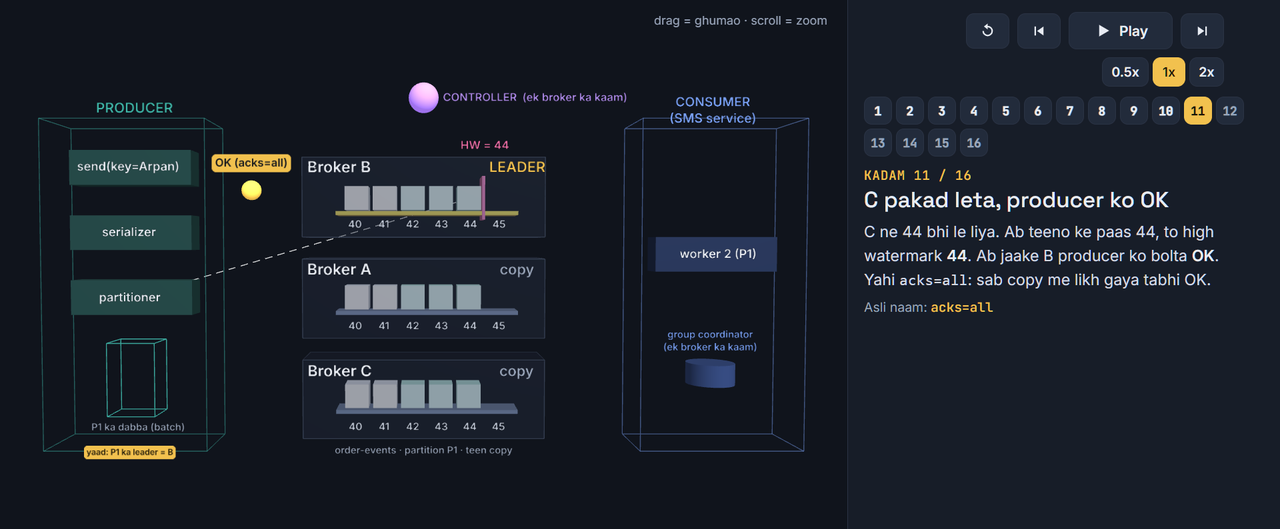 drag = ghumao · scroll = zoom
PRODUCER
send(key=Arpan)
serializer
partitioner
P1 ka dabba (batch)
yaad: P1 ka leader = B
OK (acks=all)
CONTROLLER (ek broker ka kaam)
HW = 44
Broker B
LEADER
40 41 42 43 44 45
Broker A
copy
40 41 42 43 44 45
Broker C
copy
40 41 42 43 44 45
order-events · partition P1 · teen copy
CONSUMER
(SMS service)
worker 2 (P1)
group coordinator
(ek broker ka kaam)
Play
0.5x 1x 2x
1 2 3 4 5 6 7 8 9 10 11 12
13 14 15 16
KADAM 11 / 16
C pakad leta, producer ko OK
C ne 44 bhi le liya. Ab teeno ke paas 44, to high
watermark 44. Ab jaake B producer ko bolta OK.
Yahi acks=all: sab copy me likh gaya tabhi OK.
Asli naam: acks=all